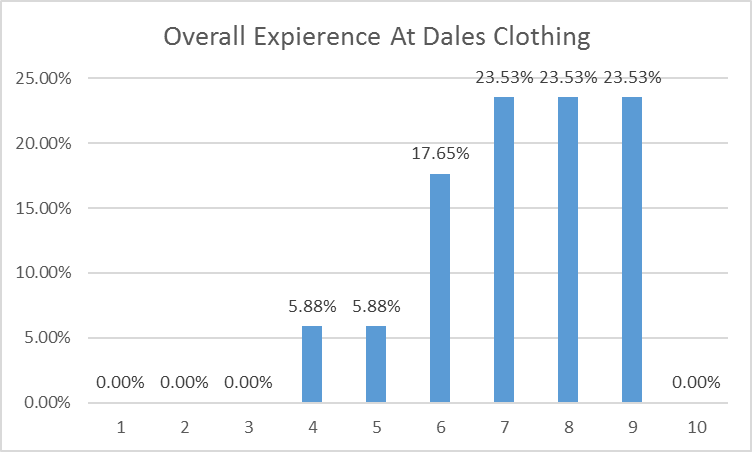 Overall Expierence At Dales Clothing
25.00%
20.00%
15.00%
10.00%
5.00%
0.00%
0.00% 0.00% 0.00% 5.88% 5.88% 17.65% 23.53% 23.53% 23.53% 0.00%
1 2 3 4 5 6 7 8 9 10